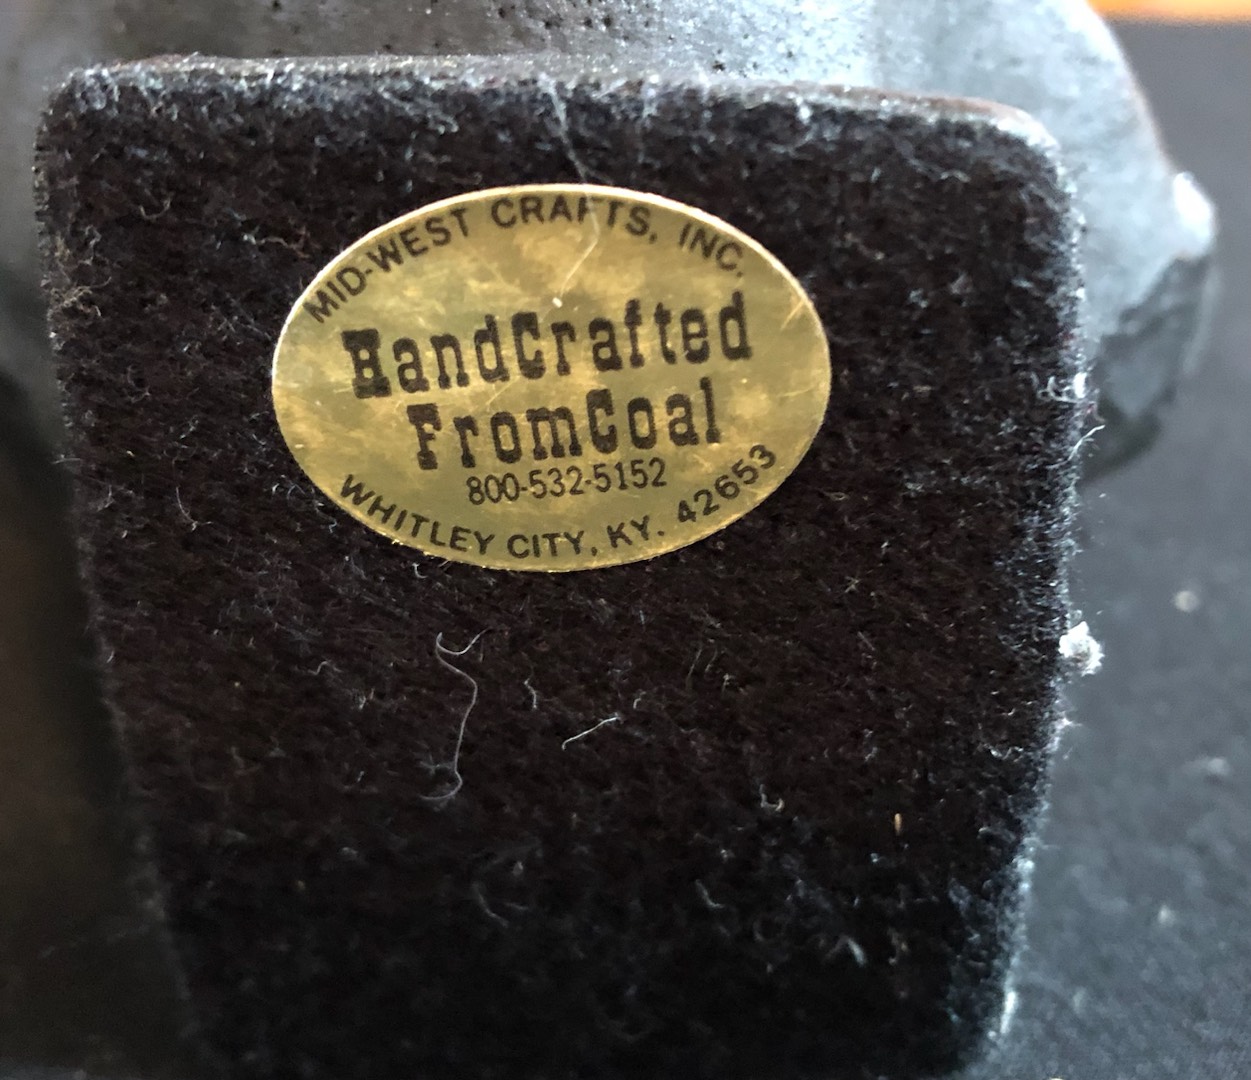 MID-WEST CRAFTS, INC.
HandCrafted
FromCoal
800-532-5152
WHITLEY CITY, KY. 42653